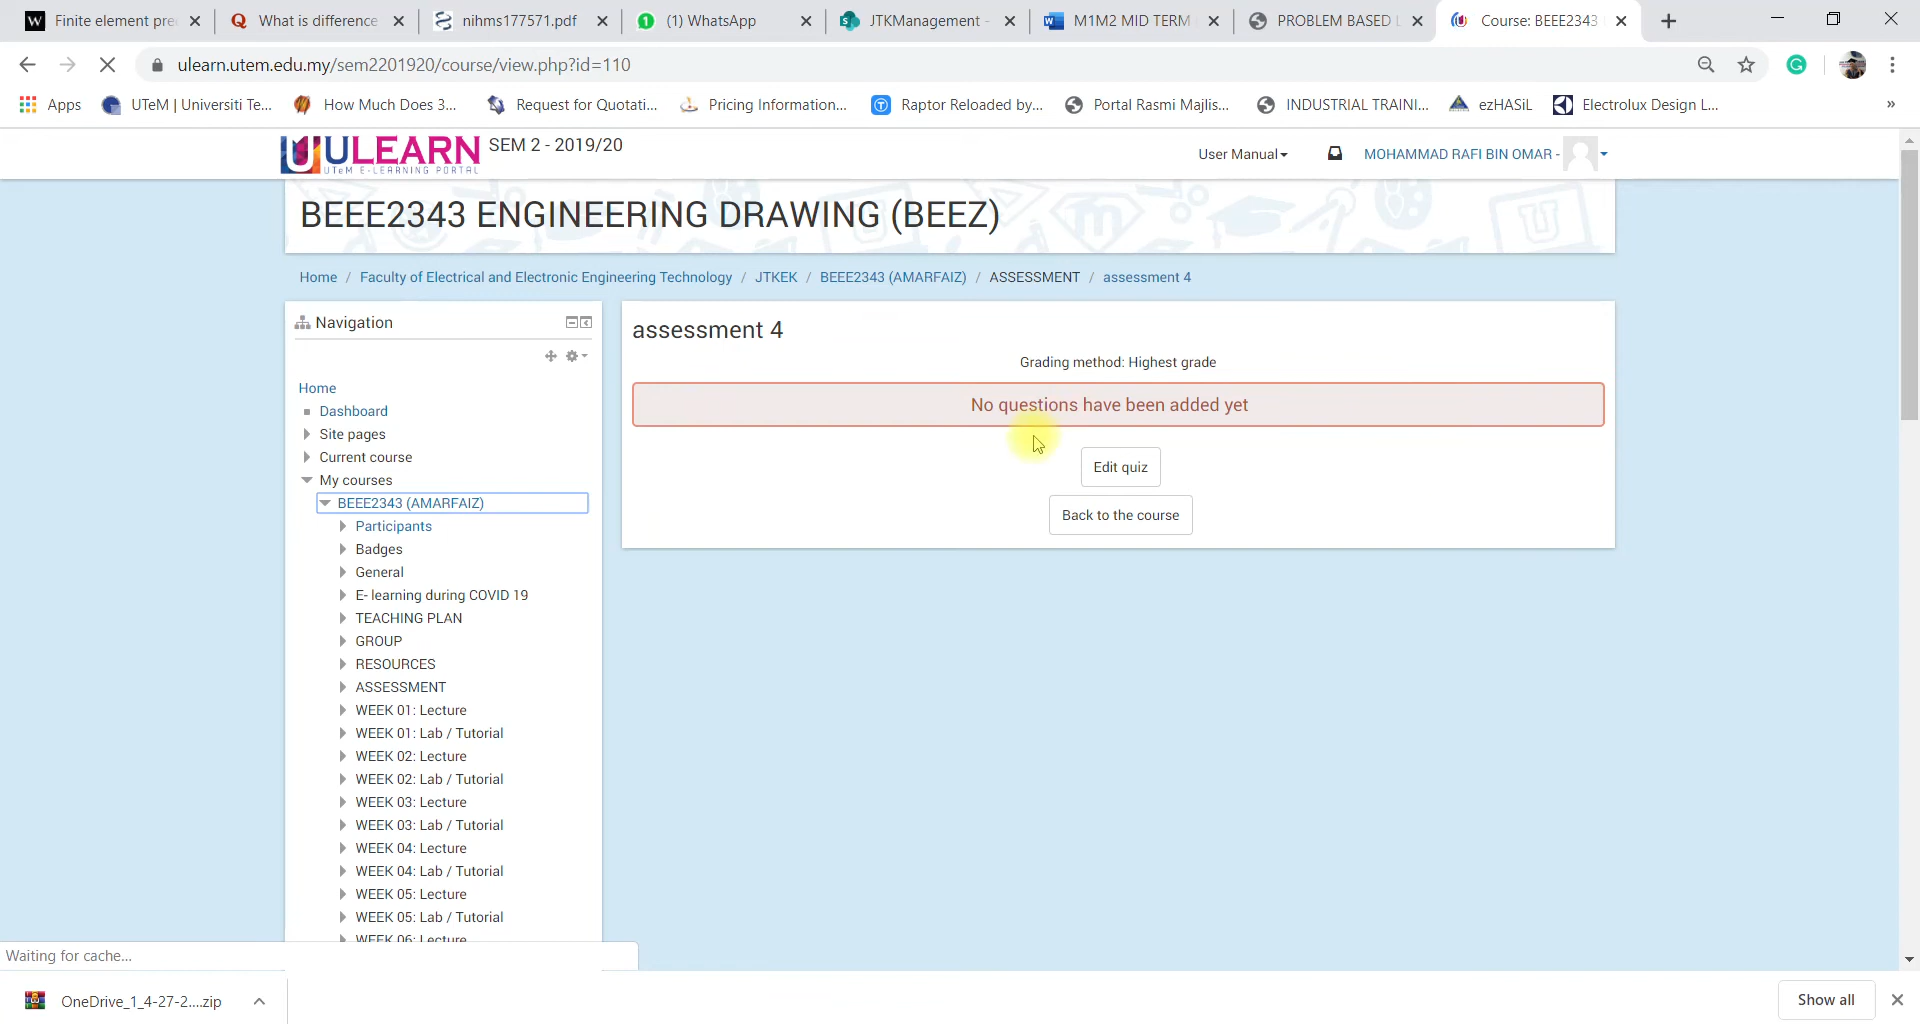 Finite element pre
What is difference
nihms177571.pdf
(1) WhatsApp
JTKManagement -
M1M2 MID TERM
PROBLEM BASED L
Course: BEEE2343
ulearn.utem.edu.my/sem2201920/course/view.php?id=110
Apps
UTeM | Universiti Te...
How Much Does 3...
Request for Quotati...
Pricing Information...
Raptor Reloaded by...
Portal Rasmi Majlis...
INDUSTRIAL TRAINI...
ezHASiL
Electrolux Design L...
»
ULEARN
UTeM E-LEARNING PORTAL
SEM 2 - 2019/20
User Manual
MOHAMMAD RAFI BIN OMAR -
BEEE2343 ENGINEERING DRAWING (BEEZ)
Home / Faculty of Electrical and Electronic Engineering Technology / JTKEK / BEEE2343 (AMARFAIZ) / ASSESSMENT / assessment 4
Navigation
Home
Dashboard
Site pages
Current course
My courses
BEEE2343 (AMARFAIZ)
Participants
Badges
General
E- learning during COVID 19
TEACHING PLAN
GROUP
RESOURCES
ASSESSMENT
WEEK 01: Lecture
WEEK 01: Lab / Tutorial
WEEK 02: Lecture
WEEK 02: Lab / Tutorial
WEEK 03: Lecture
WEEK 03: Lab / Tutorial
WEEK 04: Lecture
WEEK 04: Lab / Tutorial
WEEK 05: Lecture
WEEK 05: Lab / Tutorial
WEEK 06: Lecture
assessment 4
Grading method: Highest grade
No questions have been added yet
Edit quiz
Back to the course
Waiting for cache...
OneDrive_1_4-27-2....zip
Show all